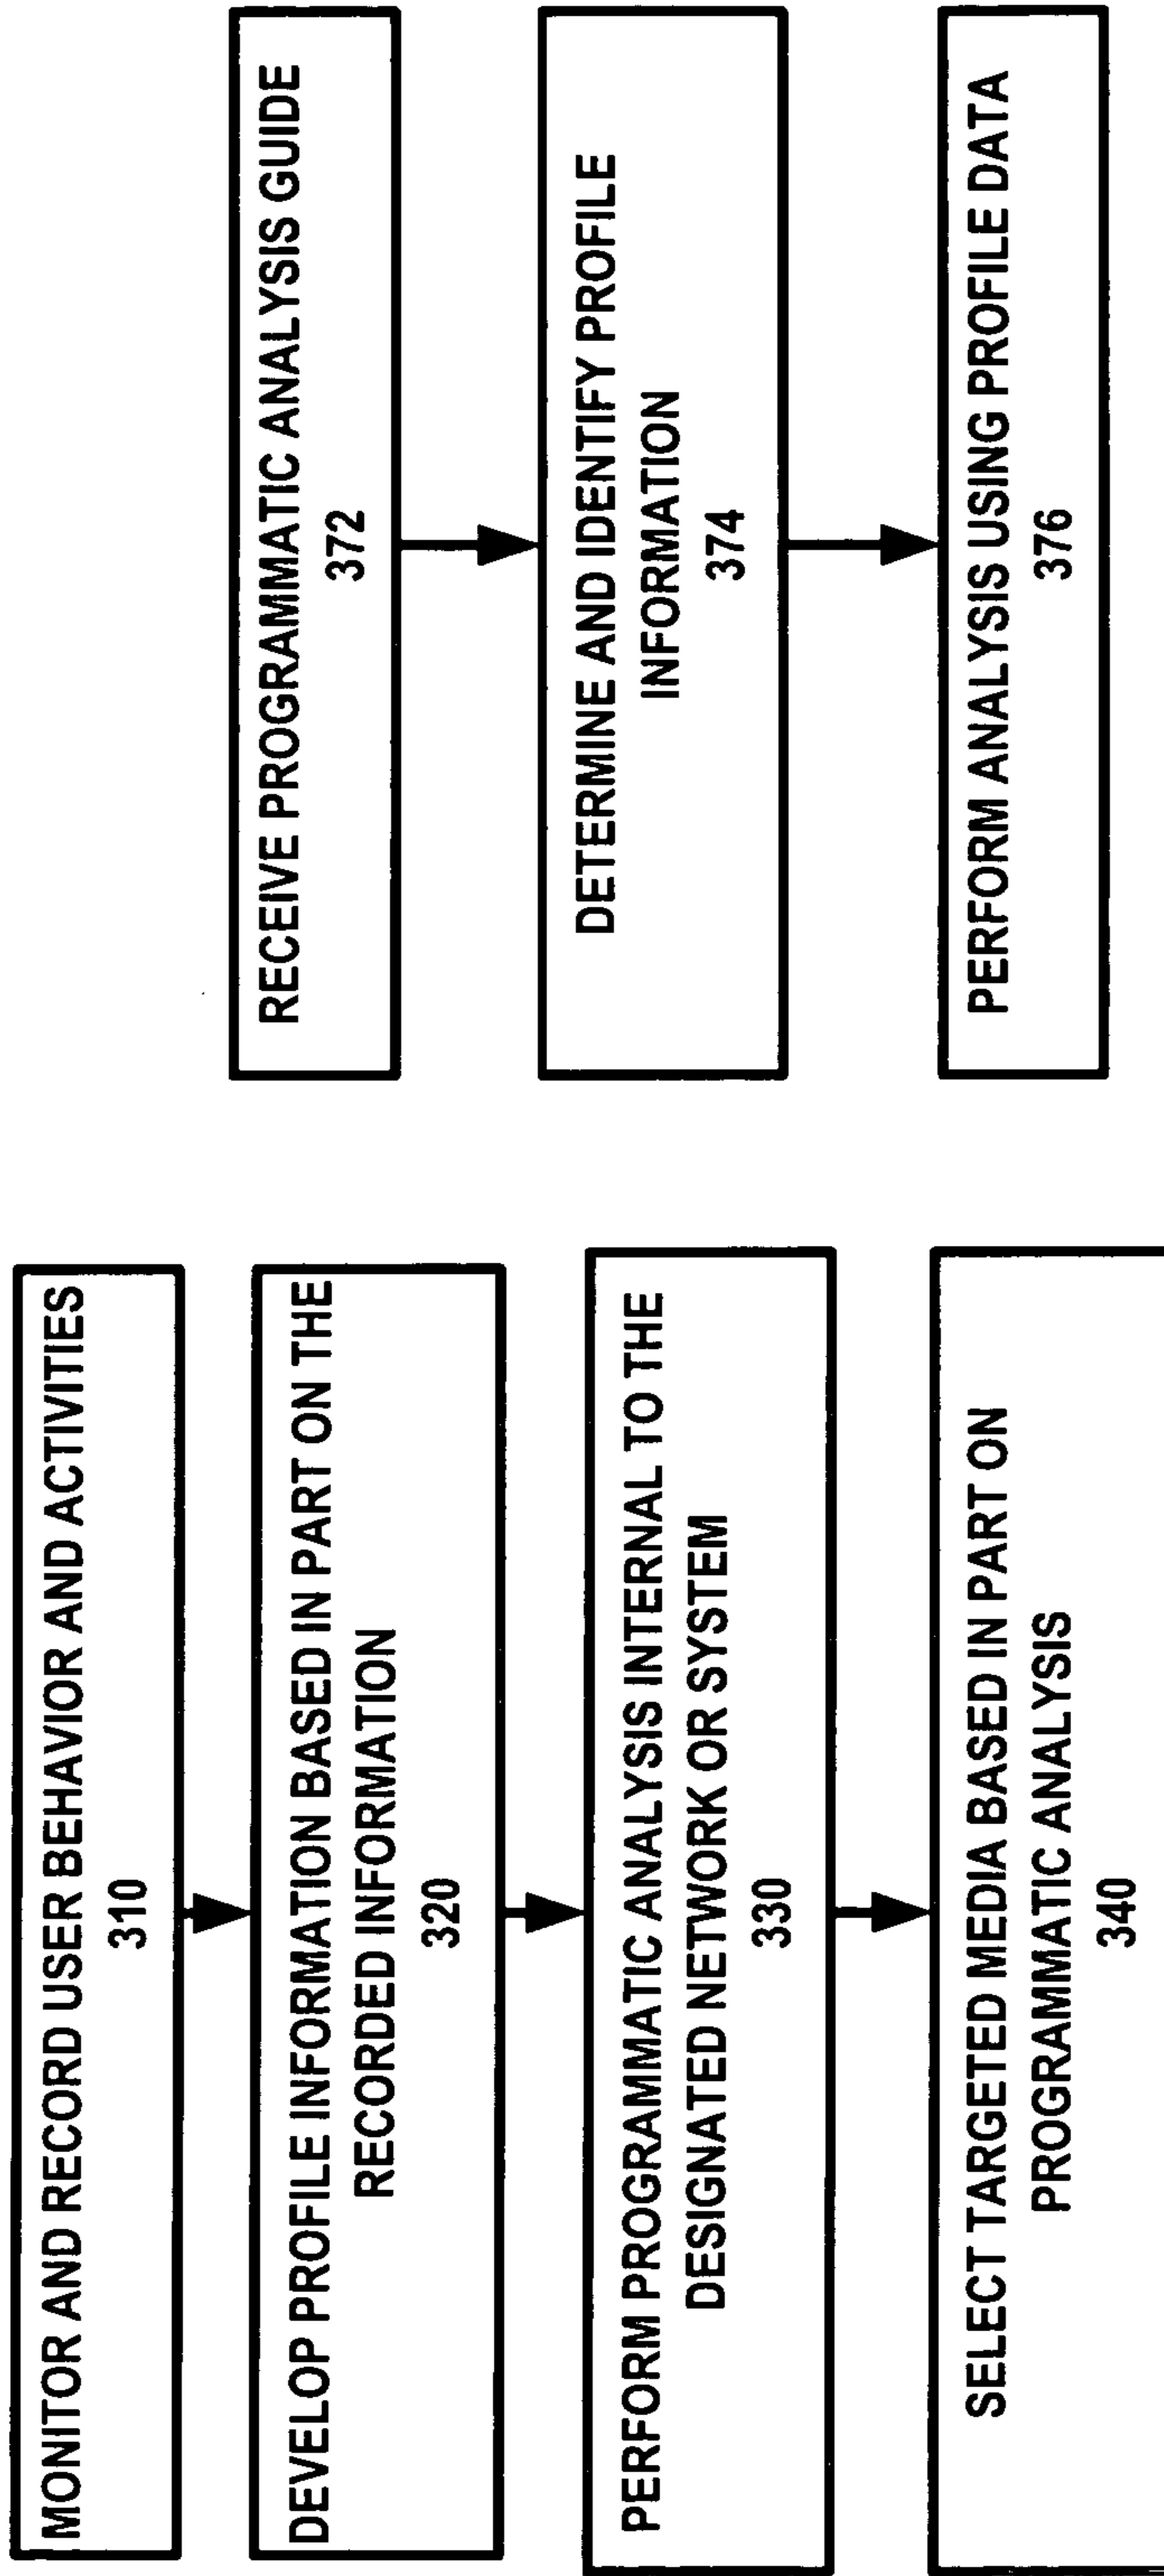 MONITOR AND RECORD USER BEHAVIOR AND ACTIVITIES
310
DEVELOP PROFILE INFORMATION BASED IN PART ON THE
RECORDED INFORMATION
320
PERFORM PROGRAMMATIC ANALYSIS INTERNAL TO THE
DESIGNATED NETWORK OR SYSTEM
330
SELECT TARGETED MEDIA BASED IN PART ON
PROGRAMMATIC ANALYSIS
340
RECEIVE PROGRAMMATIC ANALYSIS GUIDE
372
DETERMINE AND IDENTIFY PROFILE
INFORMATION
374
PERFORM ANALYSIS USING PROFILE DATA
376